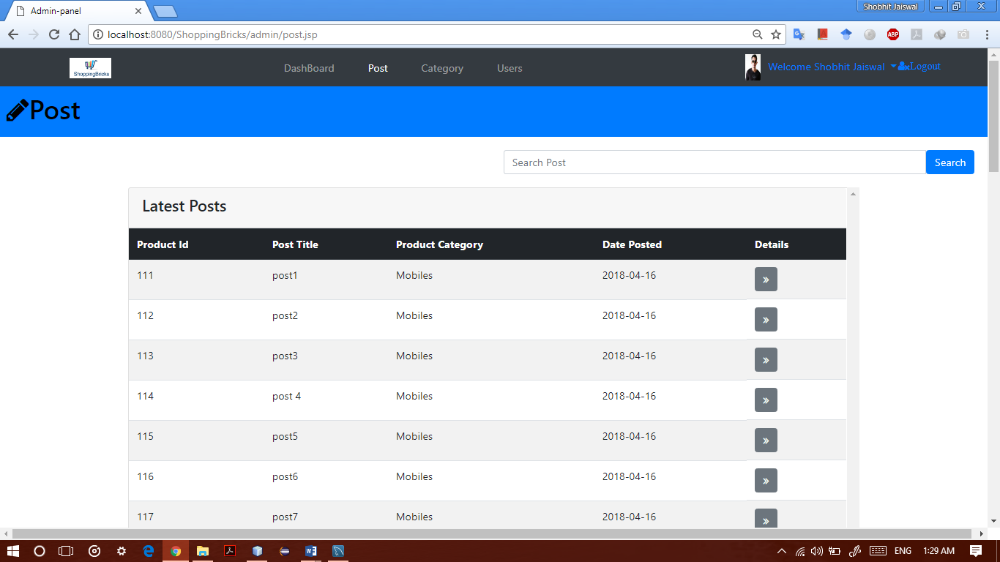 Admin-panel
Shobhit Jaiswal
localhost:8080/ShoppingBricks/admin/post.jsp
ABP
ShoppingBricks
DashBoard Post Category Users
Welcome Shobhit Jaiswal Logout
Post
Search Post Search
Latest Posts
Product Id Post Title Product Category Date Posted Details
111 post1 Mobiles 2018-04-16 »
112 post2 Mobiles 2018-04-16 »
113 post3 Mobiles 2018-04-16 »
114 post 4 Mobiles 2018-04-16 »
115 post5 Mobiles 2018-04-16 »
116 post6 Mobiles 2018-04-16 »
117 post7 Mobiles 2018-04-16 »
ENG 1:29 AM